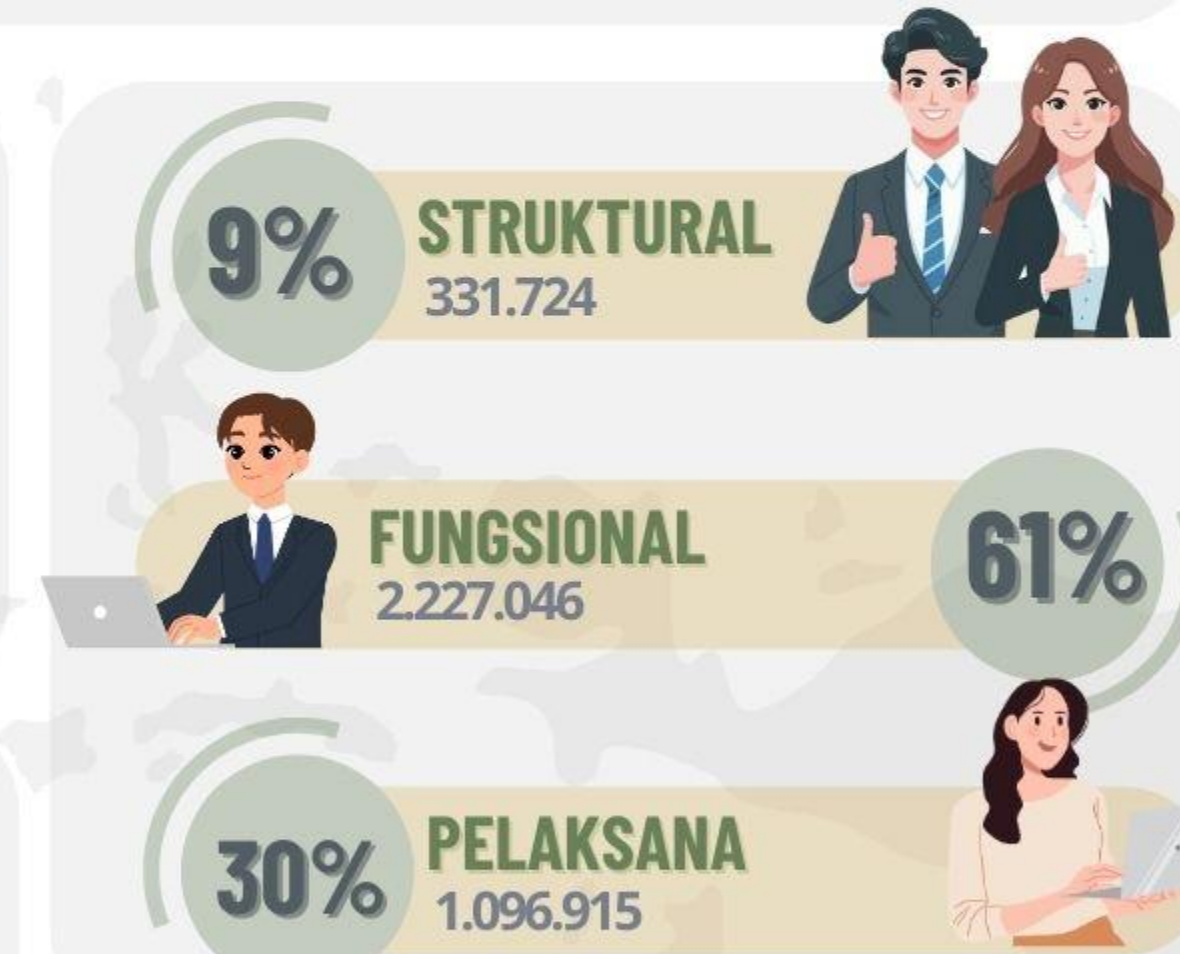 9%
STRUKTURAL
331.724
FUNGSIONAL
2.227.046
61%
30%
PELAKSANA
1.096.915